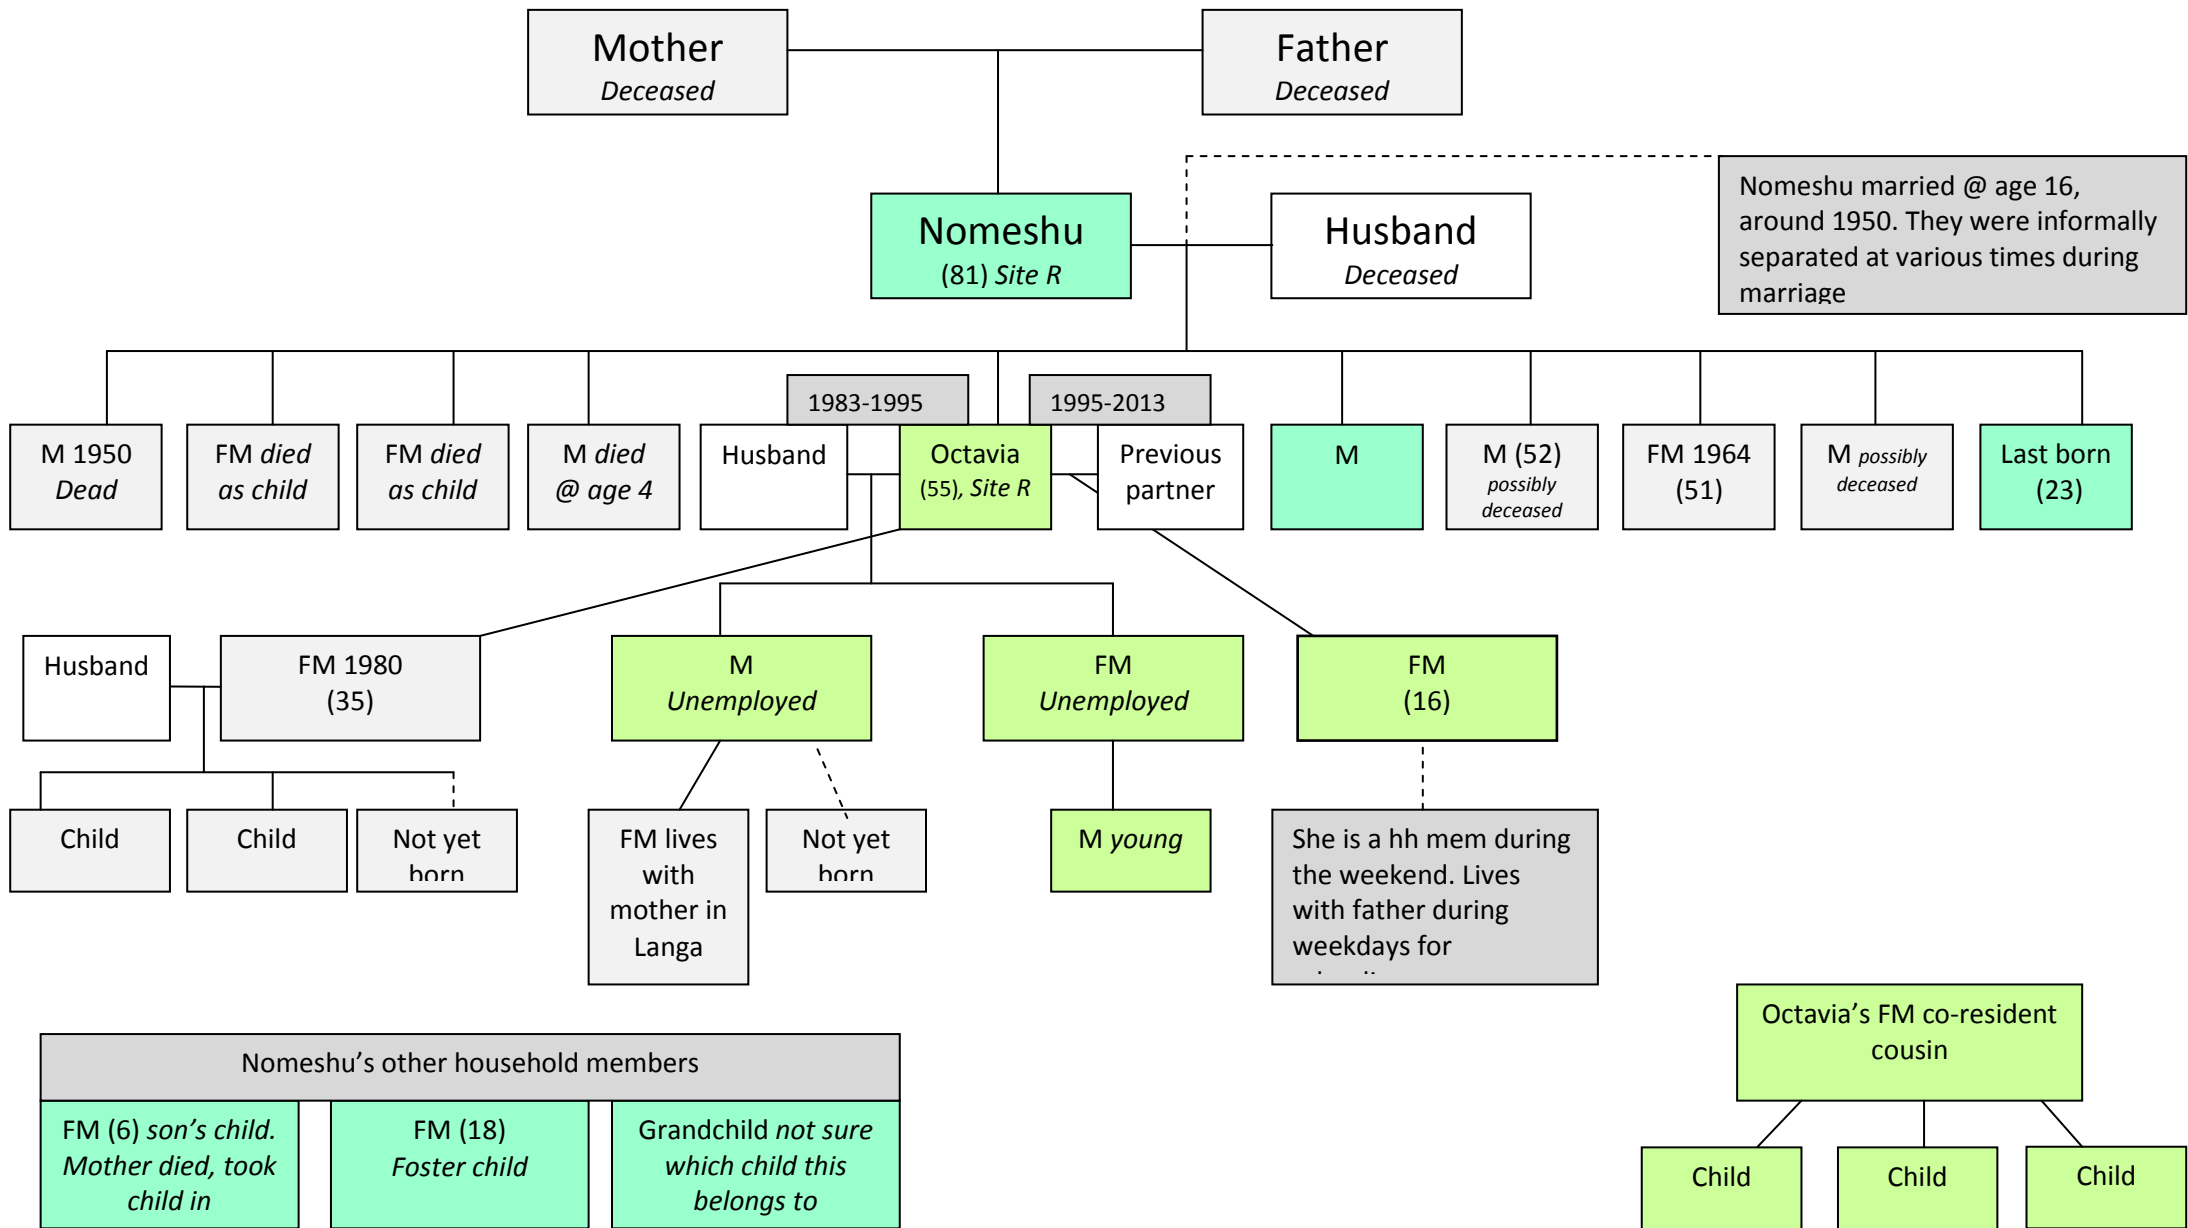 Mother
Deceased
Father
Deceased
Nomeshu
(81) Site R
Husband
Deceased
Nomeshu married @ age 16,
around 1950. They were informally
separated at various times during
marriage
1983-1995
1995-2013
M 1950
Dead
FM died
as child
FM died
as child
M died
@ age 4
Husband
Octavia
(55), Site R
Previous
partner
M
M (52)
possibly
deceased
FM 1964
(51)
M possibly
deceased
Last born
(23)
Husband
FM 1980
(35)
M
Unemployed
FM
Unemployed
FM
(16)
Child
Child
Not yet
born
FM lives
with
mother in
Langa
Not yet
born
M young
She is a hh mem during
the weekend. Lives
with father during
weekdays for
Octavia’s FM co-resident
cousin
Child
Child
Child
Nomeshu’s other household members
FM (6) son’s child.
Mother died, took
child in
FM (18)
Foster child
Grandchild not sure
which child this
belongs to